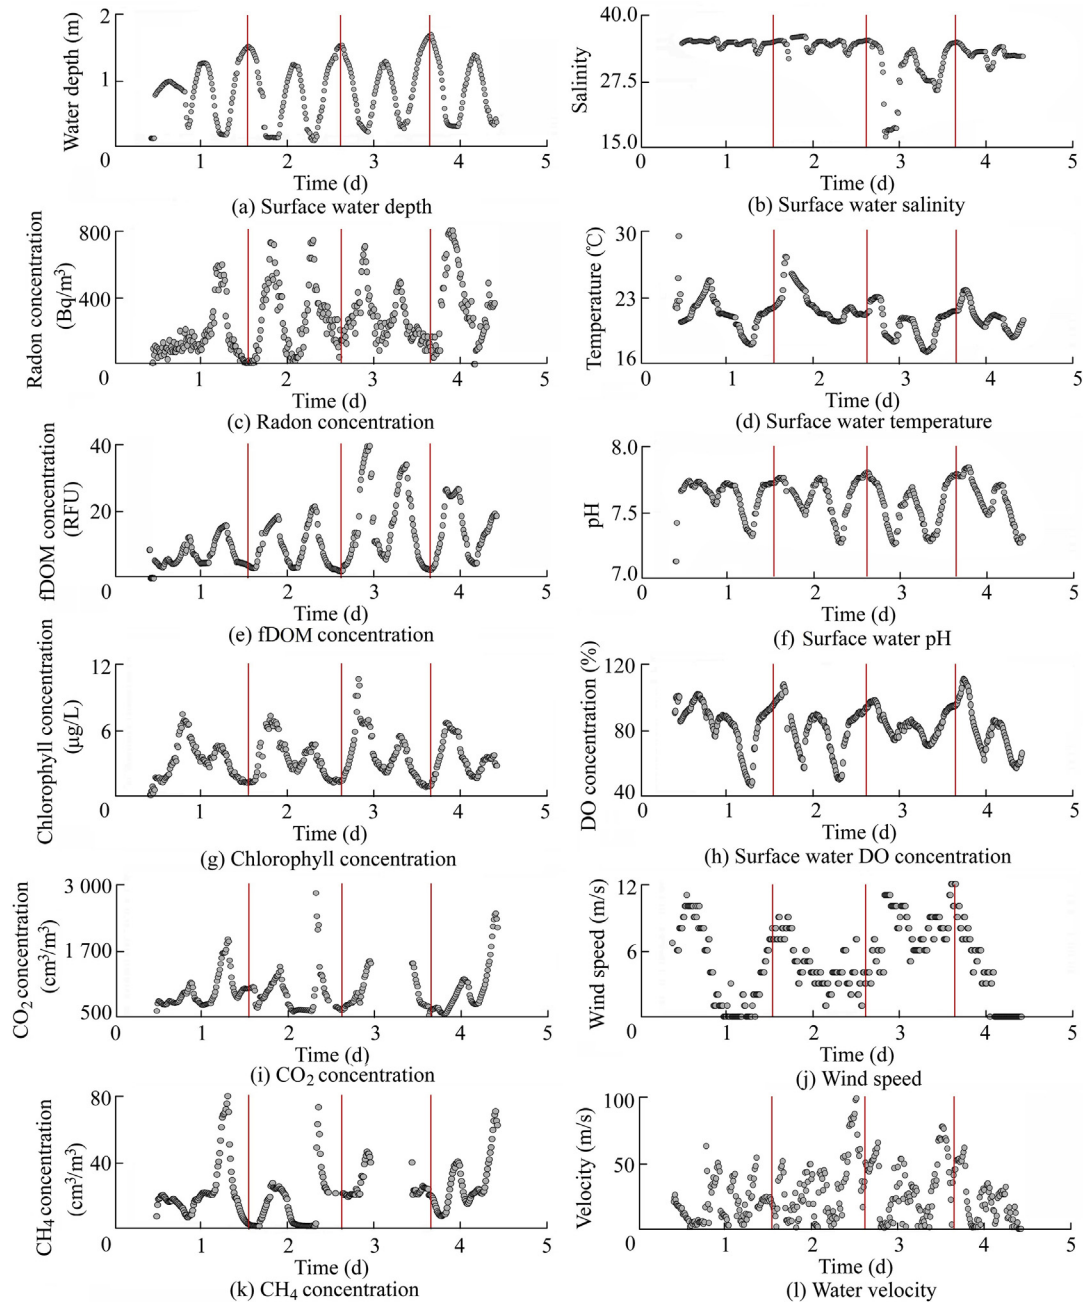 Water depth (m)
2
1
0
1
2
3
4
5
Time (d)
(a) Surface water depth
Salinity
40.0
27.5
15.0
0
1
2
3
4
5
Time (d)
(b) Surface water salinity
Radon concentration
(Bq/m³)
800
400
0
1
2
3
4
5
Time (d)
(c) Radon concentration
Temperature (℃)
30
23
16
0
1
2
3
4
5
Time (d)
(d) Surface water temperature
fDOM concentration
(RFU)
40
20
0
1
2
3
4
5
Time (d)
(e) fDOM concentration
pH
8.0
7.5
7.0
0
1
2
3
4
5
Time (d)
(f) Surface water pH
Chlorophyll concentration
(μg/L)
12
6
0
1
2
3
4
5
Time (d)
(g) Chlorophyll concentration
DO concentration (%)
120
80
40
0
1
2
3
4
5
Time (d)
(h) Surface water DO concentration
CO₂ concentration
(cm³/m³)
3 000
1 700
500
0
1
2
3
4
5
Time (d)
(i) CO₂ concentration
Wind speed (m/s)
12
6
0
1
2
3
4
5
Time (d)
(j) Wind speed
CH₄ concentration
(cm³/m³)
80
40
0
1
2
3
4
5
Time (d)
(k) CH₄ concentration
Velocity (m/s)
100
50
0
1
2
3
4
5
Time (d)
(l) Water velocity